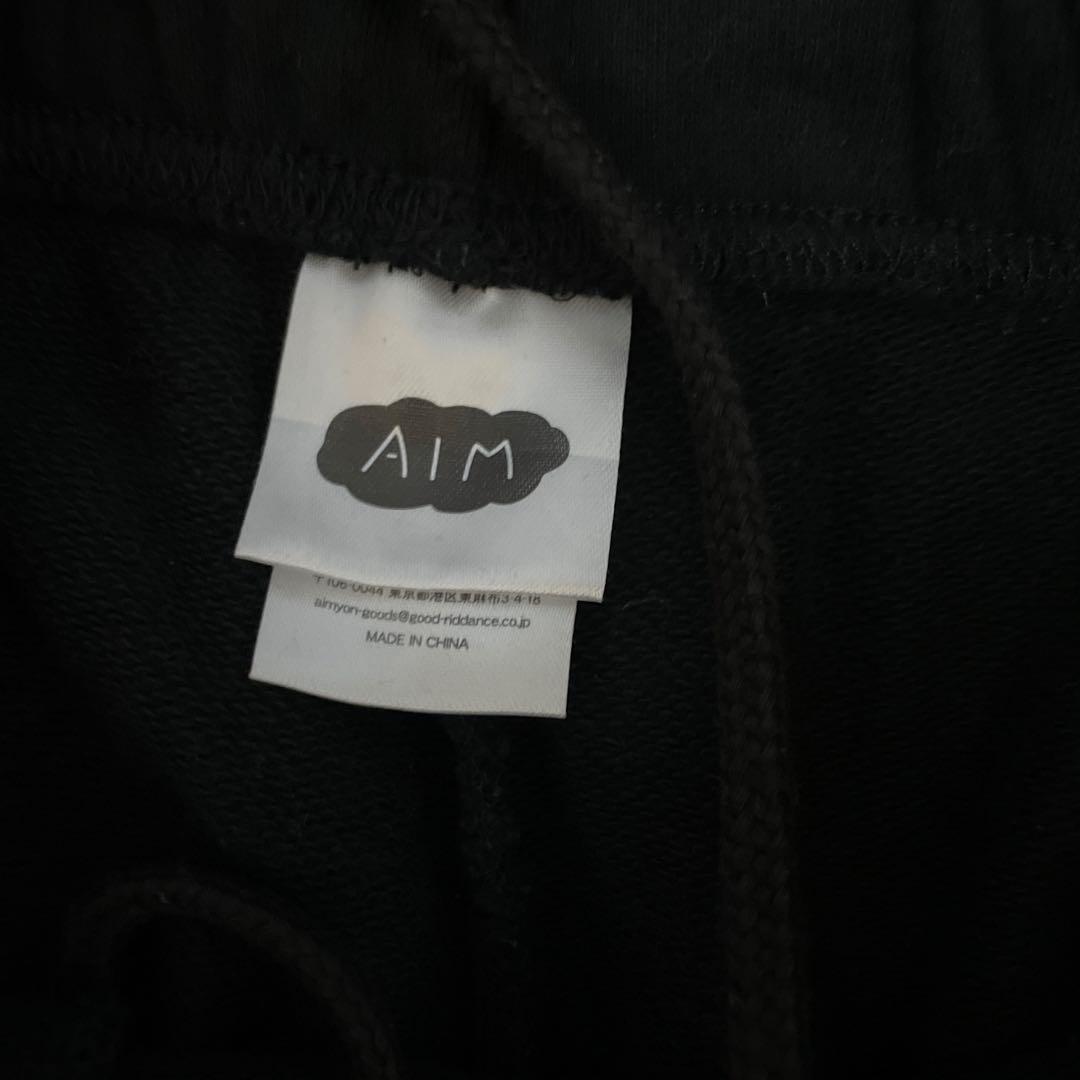 AIM
〒106-0044 東京都港区東麻布3-4-18
aimyon-goods@good-riddance.co.jp
MADE IN CHINA